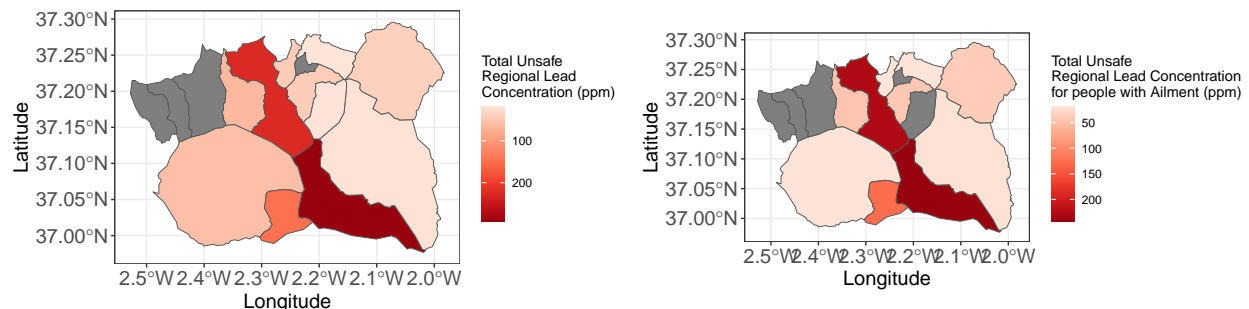 37.30°N
37.25°N
37.20°N
37.15°N
37.10°N
37.05°N
37.00°N
Latitude
2.5°W 2.4°W 2.3°W 2.2°W 2.1°W 2.0°W
Longitude
Total Unsafe
Regional Lead
Concentration (ppm)
100
200
37.30°N
37.25°N
37.20°N
37.15°N
37.10°N
37.05°N
37.00°N
Latitude
2.5°W 2.4°W 2.3°W 2.2°W 2.1°W 2.0°W
Longitude
Total Unsafe
Regional Lead Concentration
for people with Ailment (ppm)
50
100
150
200